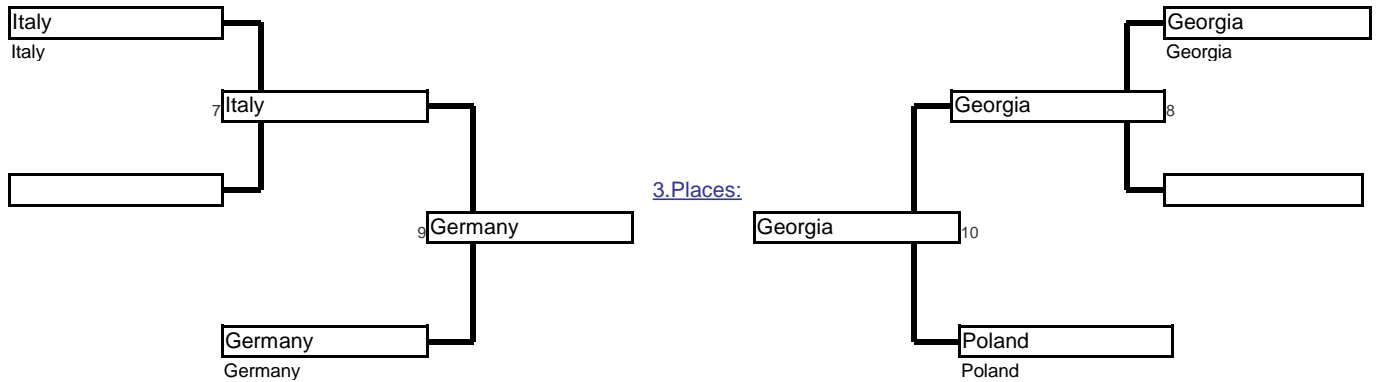 Italy
Italy
Georgia
Georgia
7
Italy
Georgia
8
3.Places:
9
Germany
Georgia
10
Germany
Germany
Poland
Poland